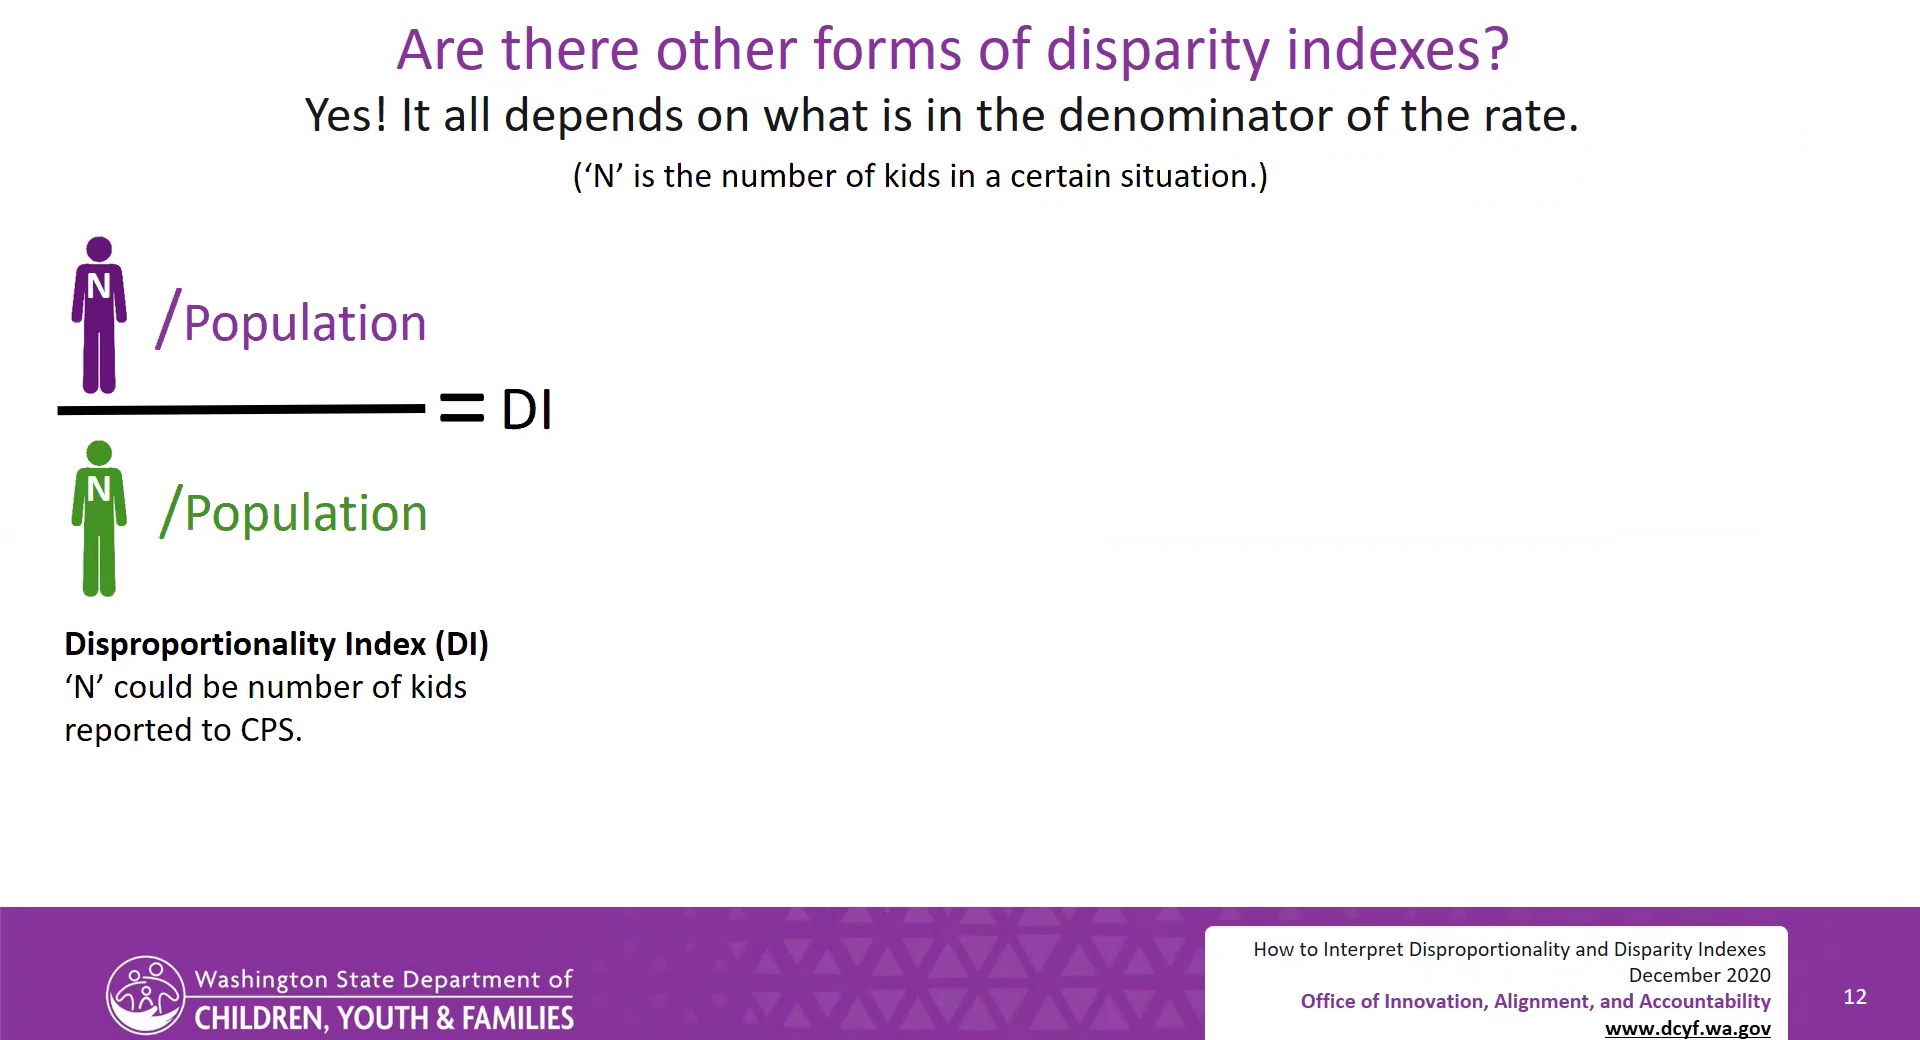 Are there other forms of disparity indexes?
Yes! It all depends on what is in the denominator of the rate.
(‘N’ is the number of kids in a certain situation.)
N
/Population
= DI
N
/Population
Disproportionality Index (DI)
‘N’ could be number of kids
reported to CPS.
Washington State Department of
CHILDREN, YOUTH & FAMILIES
How to Interpret Disproportionality and Disparity Indexes
December 2020
Office of Innovation, Alignment, and Accountability
www.dcyf.wa.gov
12